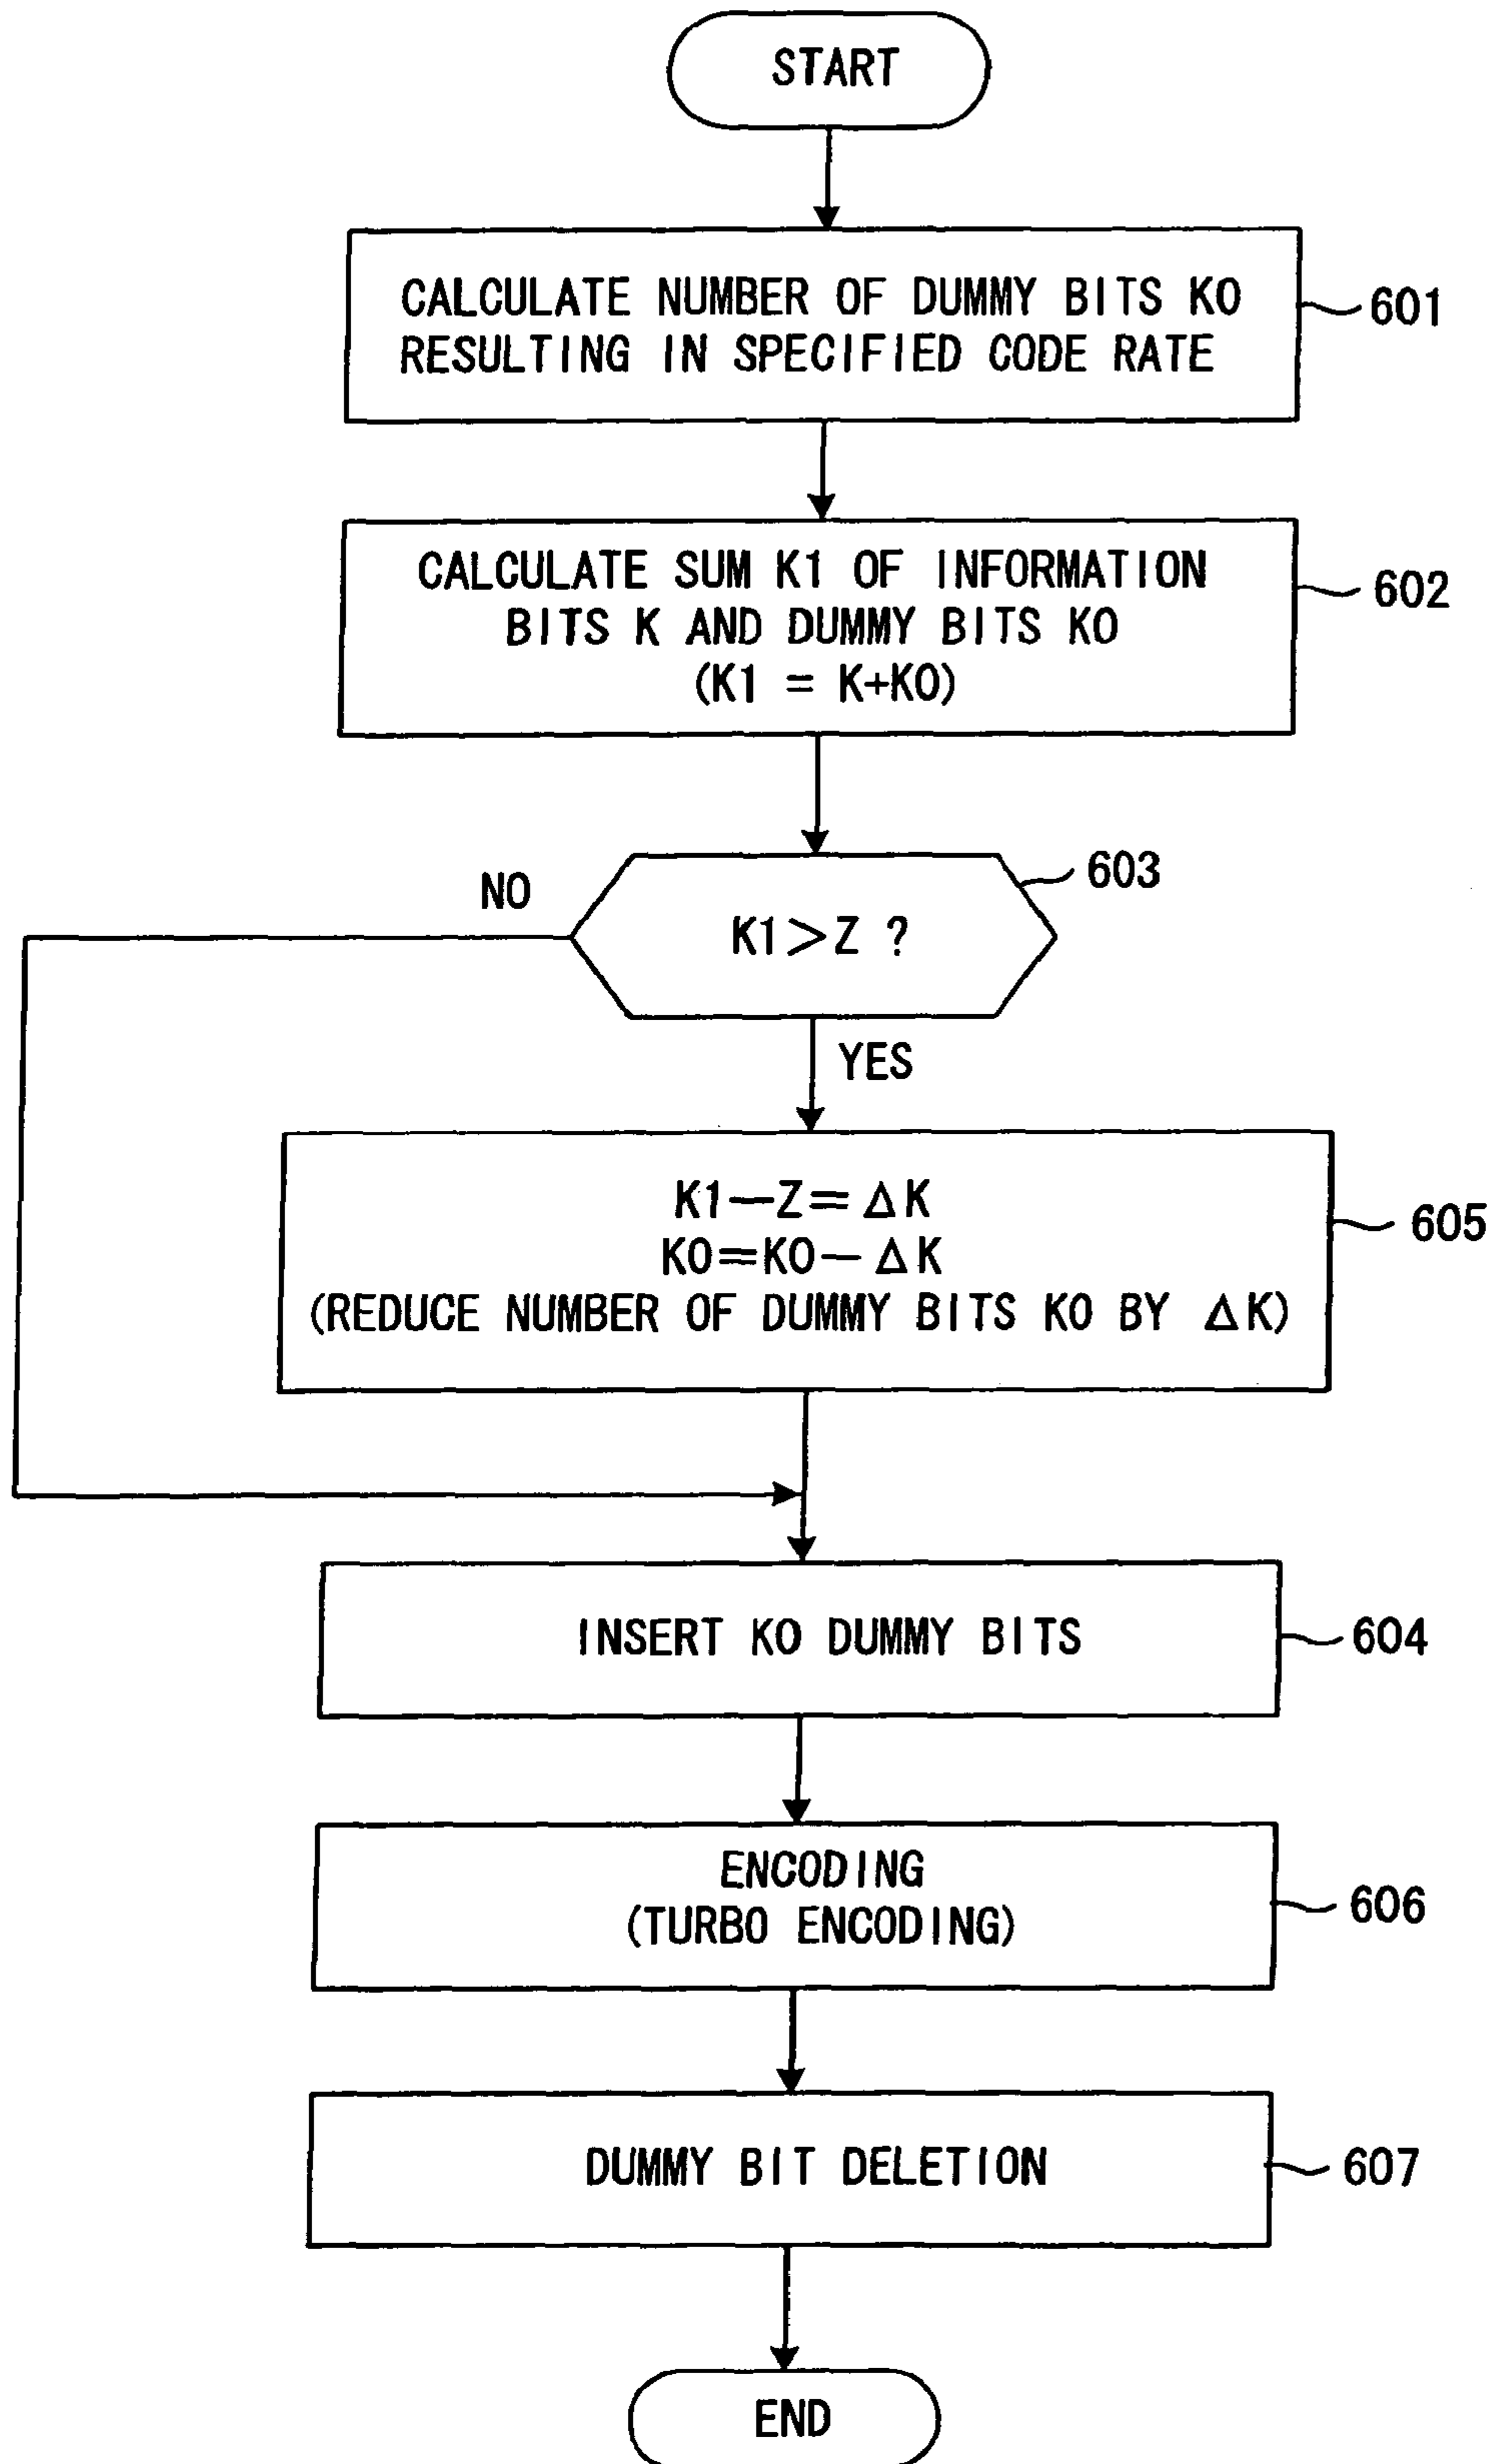 START
CALCULATE NUMBER OF DUMMY BITS K0
RESULTING IN SPECIFIED CODE RATE
601
CALCULATE SUM K1 OF INFORMATION
BITS K AND DUMMY BITS K0
(K1 = K+K0)
602
603
NO
K1>Z ?
YES
K1-Z=ΔK
K0=K0-ΔK
(REDUCE NUMBER OF DUMMY BITS K0 BY ΔK)
605
INSERT K0 DUMMY BITS
604
ENCODING
(TURBO ENCODING)
606
DUMMY BIT DELETION
607
END